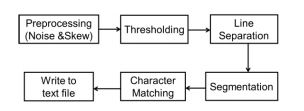 Preprocessing
(Noise &Skew)
Thresholding
Line
Separation
Segmentation
Character
Matching
Write to
text file